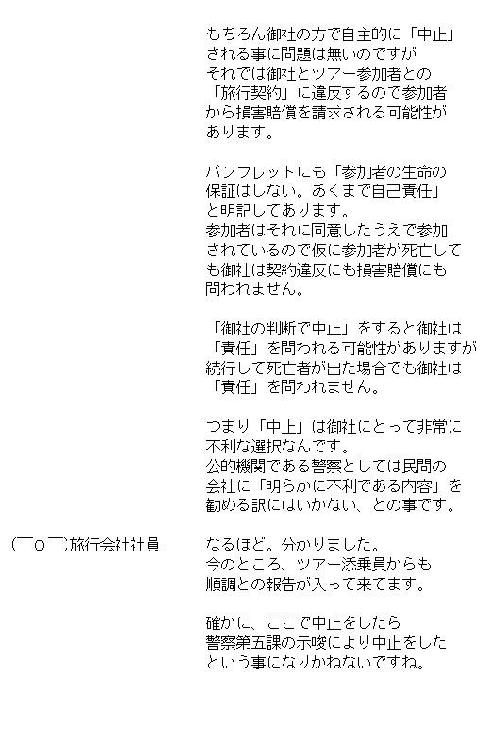 もちろん御社の方で自主的に「中止」
される事に問題は無いのですが
それでは御社とツアー参加者との
「旅行契約」に違反するので参加者
から損害賠償を請求される可能性が
あります。
パンフレットにも「参加者の生命の
保証はしない。あくまで自己責任」
と明記してあります。
参加者はそれに同意したうえで参加
されているので仮に参加者が死亡して
も御社は契約違反にも損害賠償にも
問われません。
「御社の判断で中止」をすると御社は
「責任」を問われる可能性がありますが
続行して死亡者が出た場合でも御社は
「責任」を問われません。
つまり「中止」は御社にとって非常に
不利な選択なんです。
公的機関である警察としては民間の
会社に「明らかに不利である内容」を
勧める訳にはいかない、との事です。
(￣o￣)旅行会社社員 なるほど。分かりました。
今のところ、ツアー添乗員からも
順調との報告が入って来てます。
確かに、ここで中止をしたら
警察第五課の示唆により中止をした
という事になりかねないですね。